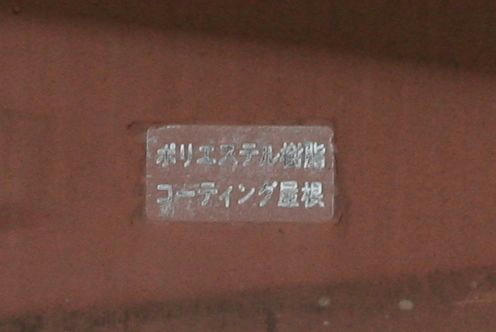 ポリエステル樹脂
コーティング屋根